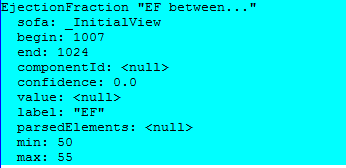 EjectionFraction "EF between..."
sofa: _InitialView
begin: 1007
end: 1024
componentId: <null>
confidence: 0.0
value: <null>
label: "EF"
parsedElements: <null>
min: 50
max: 55